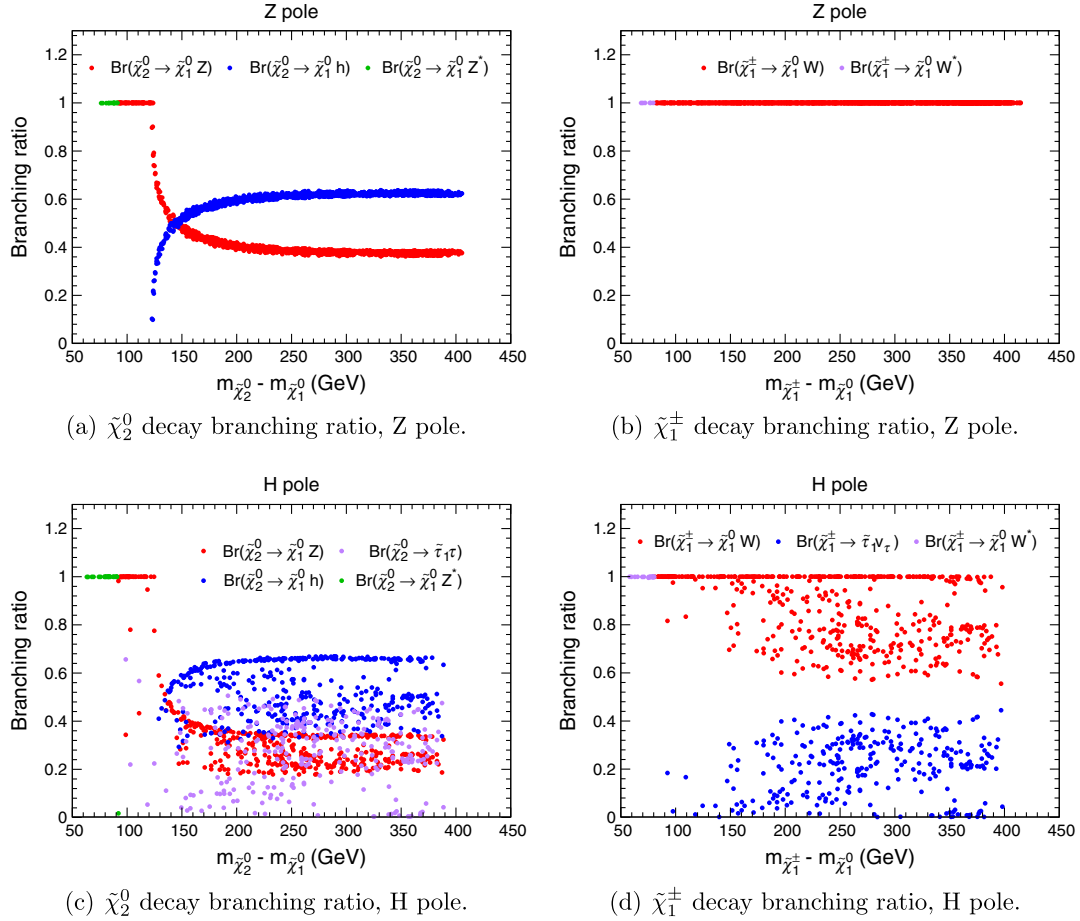 Z pole
Br(χ̃₂⁰ → χ̃₁⁰ Z) Br(χ̃₂⁰ → χ̃₁⁰ h) Br(χ̃₂⁰ → χ̃₁⁰ Z*)
Branching ratio
1.2
1
0.8
0.6
0.4
0.2
0
50 100 150 200 250 300 350 400 450
m_χ̃₂⁰ - m_χ̃₁⁰ (GeV)
(a) χ̃₂⁰ decay branching ratio, Z pole.
Z pole
Br(χ̃₁± → χ̃₁⁰ W) Br(χ̃₁± → χ̃₁⁰ W*)
Branching ratio
1.2
1
0.8
0.6
0.4
0.2
0
50 100 150 200 250 300 350 400 450
m_χ̃₁± - m_χ̃₁⁰ (GeV)
(b) χ̃₁± decay branching ratio, Z pole.
H pole
Br(χ̃₂⁰ → χ̃₁⁰ Z) Br(χ̃₂⁰ → τ̃₁τ)
Br(χ̃₂⁰ → χ̃₁⁰ h) Br(χ̃₂⁰ → χ̃₁⁰ Z*)
Branching ratio
1.2
1
0.8
0.6
0.4
0.2
0
50 100 150 200 250 300 350 400 450
m_χ̃₂⁰ - m_χ̃₁⁰ (GeV)
(c) χ̃₂⁰ decay branching ratio, H pole.
H pole
Br(χ̃₁± → χ̃₁⁰ W) Br(χ̃₁± → τ̃₁ν_τ) Br(χ̃₁± → χ̃₁⁰ W*)
Branching ratio
1.2
1
0.8
0.6
0.4
0.2
0
50 100 150 200 250 300 350 400 450
m_χ̃₁± - m_χ̃₁⁰ (GeV)
(d) χ̃₁± decay branching ratio, H pole.